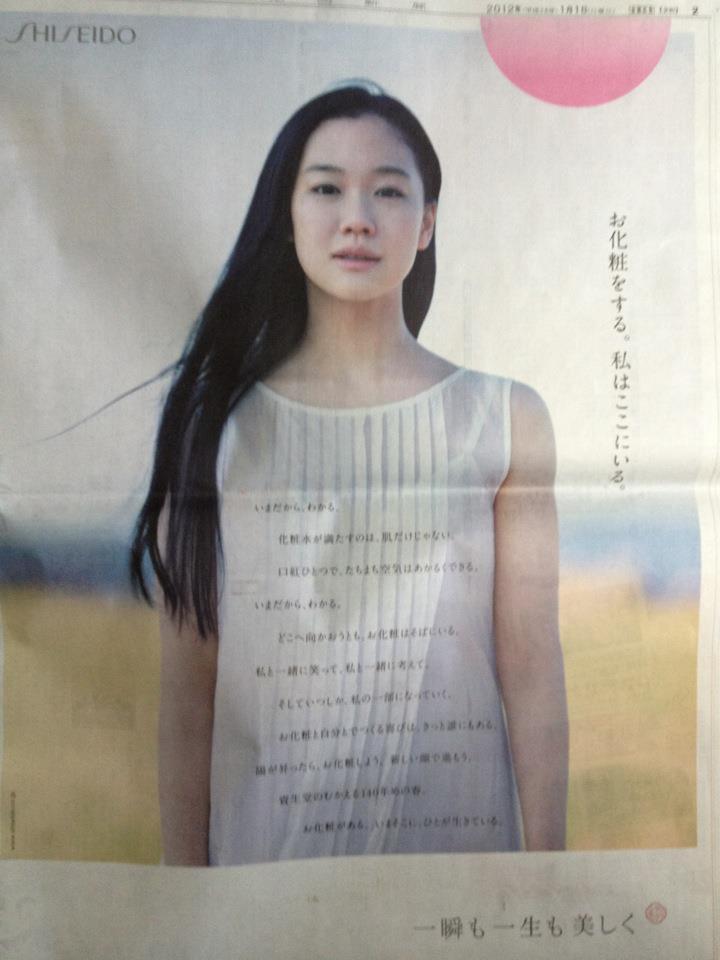 SHISEIDO
2012年 1月1日 2
お化粧をする。私はここにいる。
いまだから、わかる。
化粧水が満たすのは、肌だけじゃない。
口紅ひとつで、たちまち空気はあかるくできる。
いまだから、わかる。
どこへ向かおうとも、お化粧はそばにいる。
私と一緒に笑って、私と一緒に考えて。
そしていつしか、私の一部になっていく。
お化粧と自分とでつくる喜びは、きっと誰にもある。
陽が昇ったら、お化粧しよう。新しい顔で進もう。
資生堂のむかえる140年めの春。
お化粧がある。いまそこに、ひとが生きている。
一瞬も 一生も 美しく